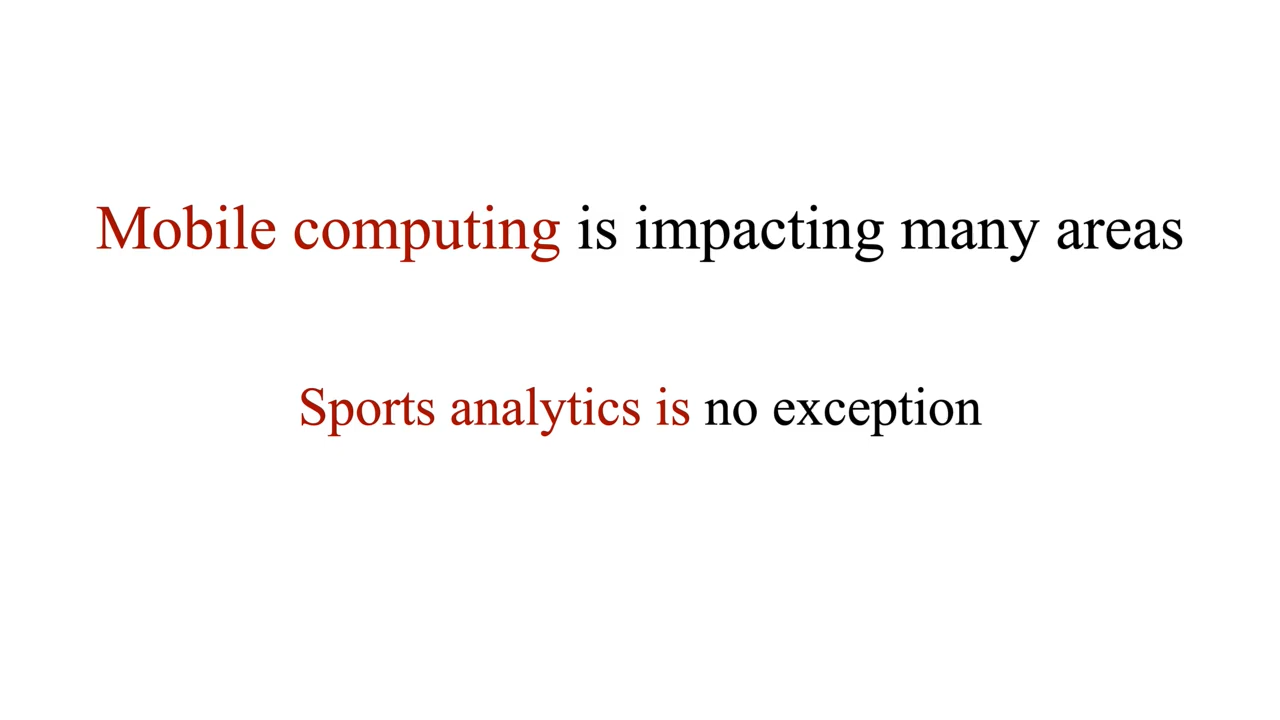 Mobile computing is impacting many areas
Sports analytics is no exception